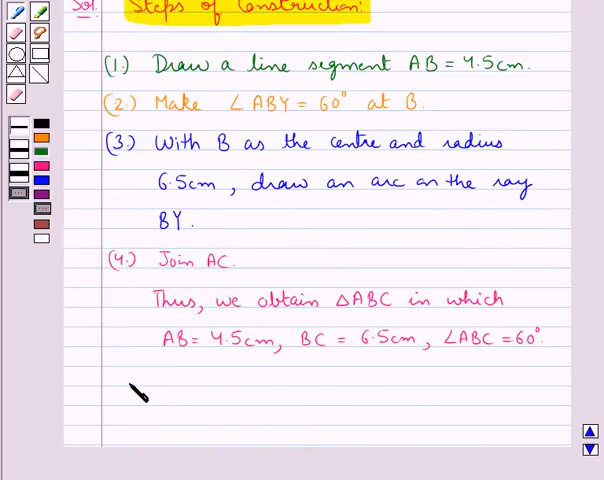 Sol.
Steps of Construction:
(1.) Draw a line segment AB = 4.5cm.
(2.) Make ∠ABY = 60° at B.
(3.) With B as the centre and radius
6.5cm, draw an arc on the ray
BY.
(4.) Join AC.
Thus, we obtain △ABC in which
AB = 4.5cm, BC = 6.5cm, ∠ABC = 60°.